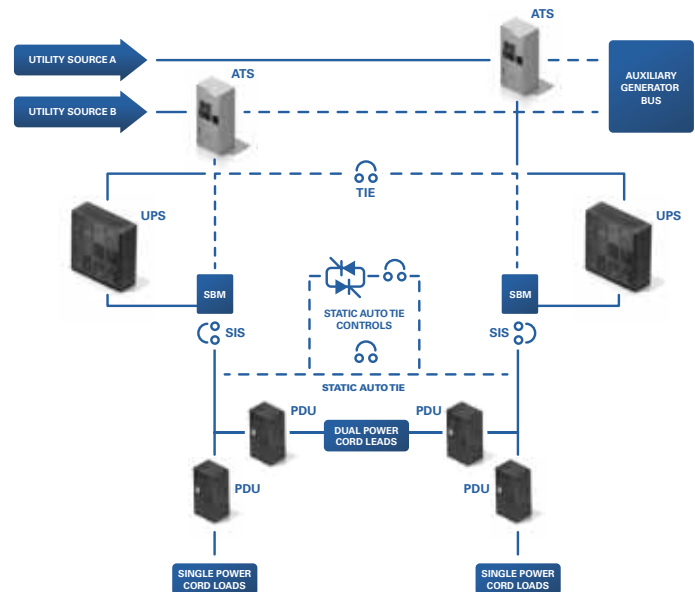 ATS
UTILITY SOURCE A
ATS
AUXILIARY
GENERATOR
BUS
UTILITY SOURCE B
TIE
UPS
UPS
SBM
SBM
STATIC AUTO TIE
CONTROLS
SIS
SIS
STATIC AUTO TIE
PDU
PDU
DUAL POWER
CORD LEADS
PDU
PDU
SINGLE POWER
CORD LOADS
SINGLE POWER
CORD LOADS